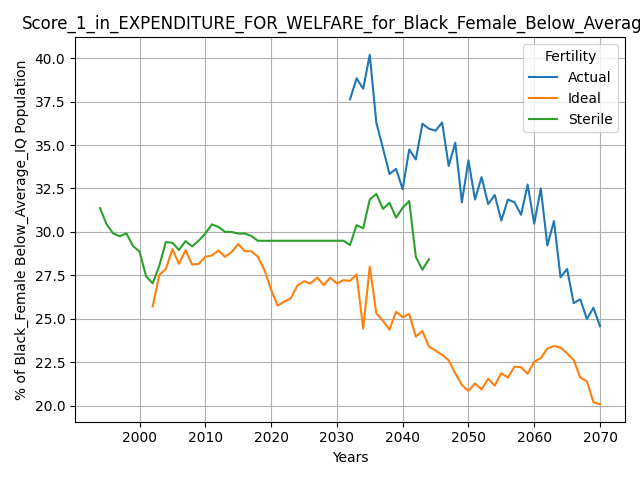 Score_1_in_EXPENDITURE_FOR_WELFARE_for_Black_Female_Below_Averag
% of Black_Female Below_Average_IQ Population
40.0
37.5
35.0
32.5
30.0
27.5
25.0
22.5
20.0
Fertility
Actual
Ideal
Sterile
2000 2010 2020 2030 2040 2050 2060 2070
Years